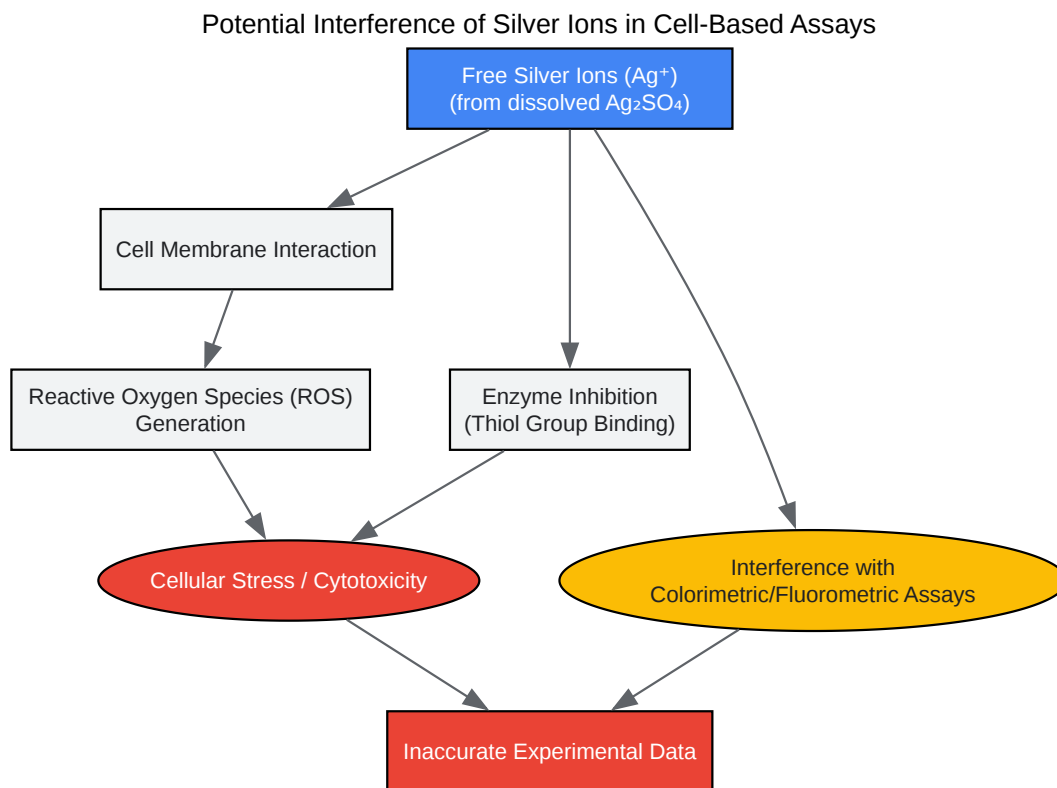 Potential Interference of Silver Ions in Cell-Based Assays
Free Silver Ions (Ag⁺)
(from dissolved Ag₂SO₄)
Cell Membrane Interaction
Reactive Oxygen Species (ROS)
Generation
Enzyme Inhibition
(Thiol Group Binding)
Cellular Stress / Cytotoxicity
Interference with
Colorimetric/Fluorometric Assays
Inaccurate Experimental Data